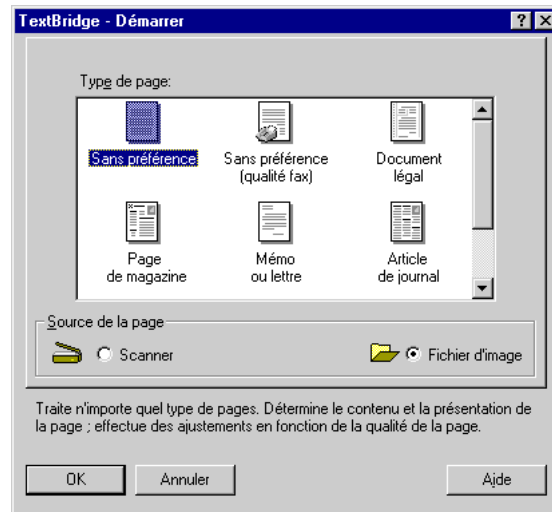 TextBridge - Démarrer
Type de page:
Sans préférence
Sans préférence
(qualité fax)
Document
légal
Page
de magazine
Mémo
ou lettre
Article
de journal
Source de la page
Scanner
Fichier d'image
Traite n'importe quel type de pages. Détermine le contenu et la présentation de
la page ; effectue des ajustements en fonction de la qualité de la page.
OK
Annuler
Aide